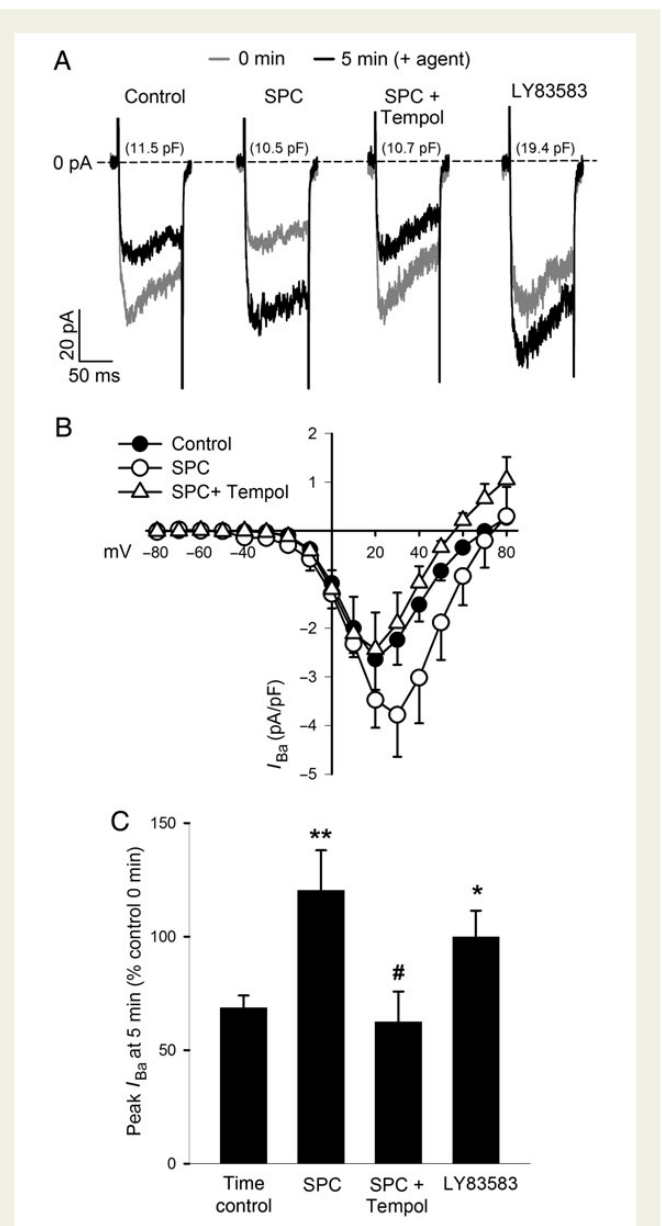 A
0 min 5 min (+ agent)
Control SPC SPC + Tempol LY83583
(11.5 pF) (10.5 pF) (10.7 pF) (19.4 pF)
0 pA
20 pA
50 ms
B
Control
SPC
SPC+ Tempol
2
1
mV –80 –60 –40 20 40 60 80
–2
–3
–4
–5
IBa (pA/pF)
C
Peak IBa at 5 min (% control 0 min)
150
**
*
100
#
50
0
Time control SPC SPC + Tempol LY83583